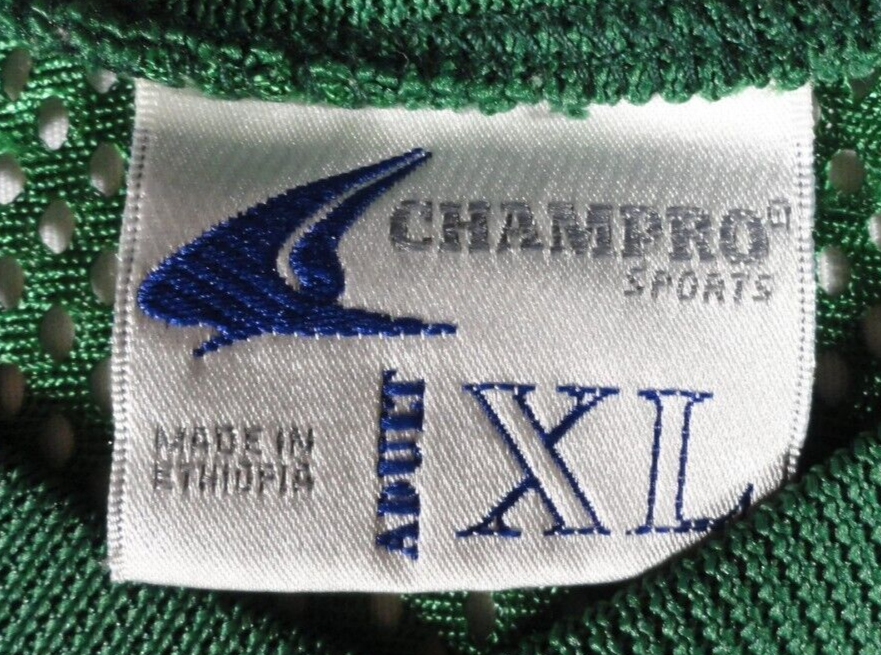 CHAMPRO®
SPORTS
MADE IN
ETHIOPIA
ADULT
XL